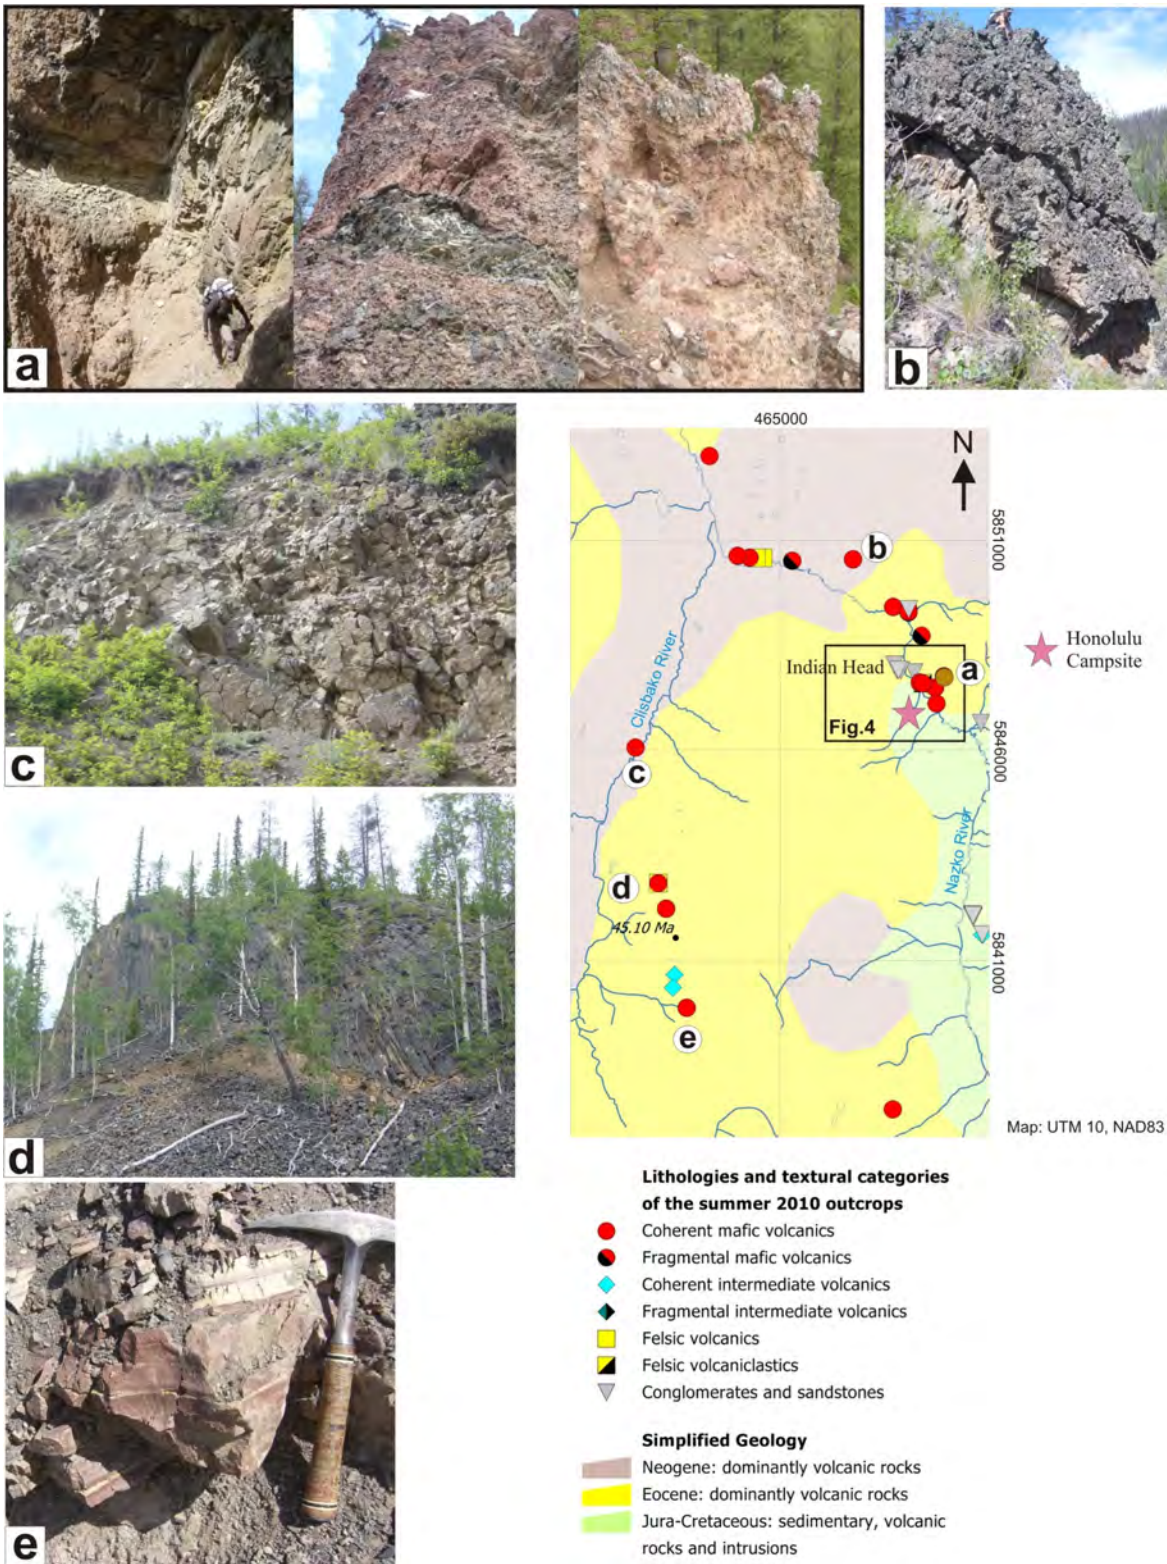 a
b
c
d
e
465000
N
5851000
b
Honolulu
Campsite
Indian Head
a
Clisbako River
Fig.4
5846000
c
Nazko River
d
45.10 Ma
5841000
e
Map: UTM 10, NAD83
Lithologies and textural categories
of the summer 2010 outcrops
Coherent mafic volcanics
Fragmental mafic volcanics
Coherent intermediate volcanics
Fragmental intermediate volcanics
Felsic volcanics
Felsic volcaniclastics
Conglomerates and sandstones
Simplified Geology
Neogene: dominantly volcanic rocks
Eocene: dominantly volcanic rocks
Jura-Cretaceous: sedimentary, volcanic
rocks and intrusions